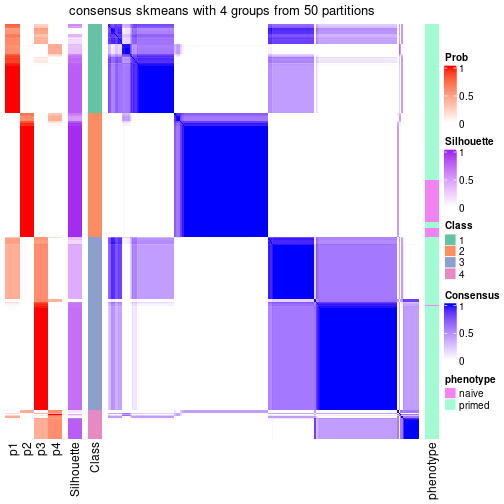 consensus skmeans with 4 groups from 50 partitions
Prob
1
0.5
0
Silhouette
1
0.5
0
Class
1
2
3
4
Consensus
1
0.5
0
phenotype
naive
primed
p1
p2
p3
p4
Silhouette
Class
phenotype